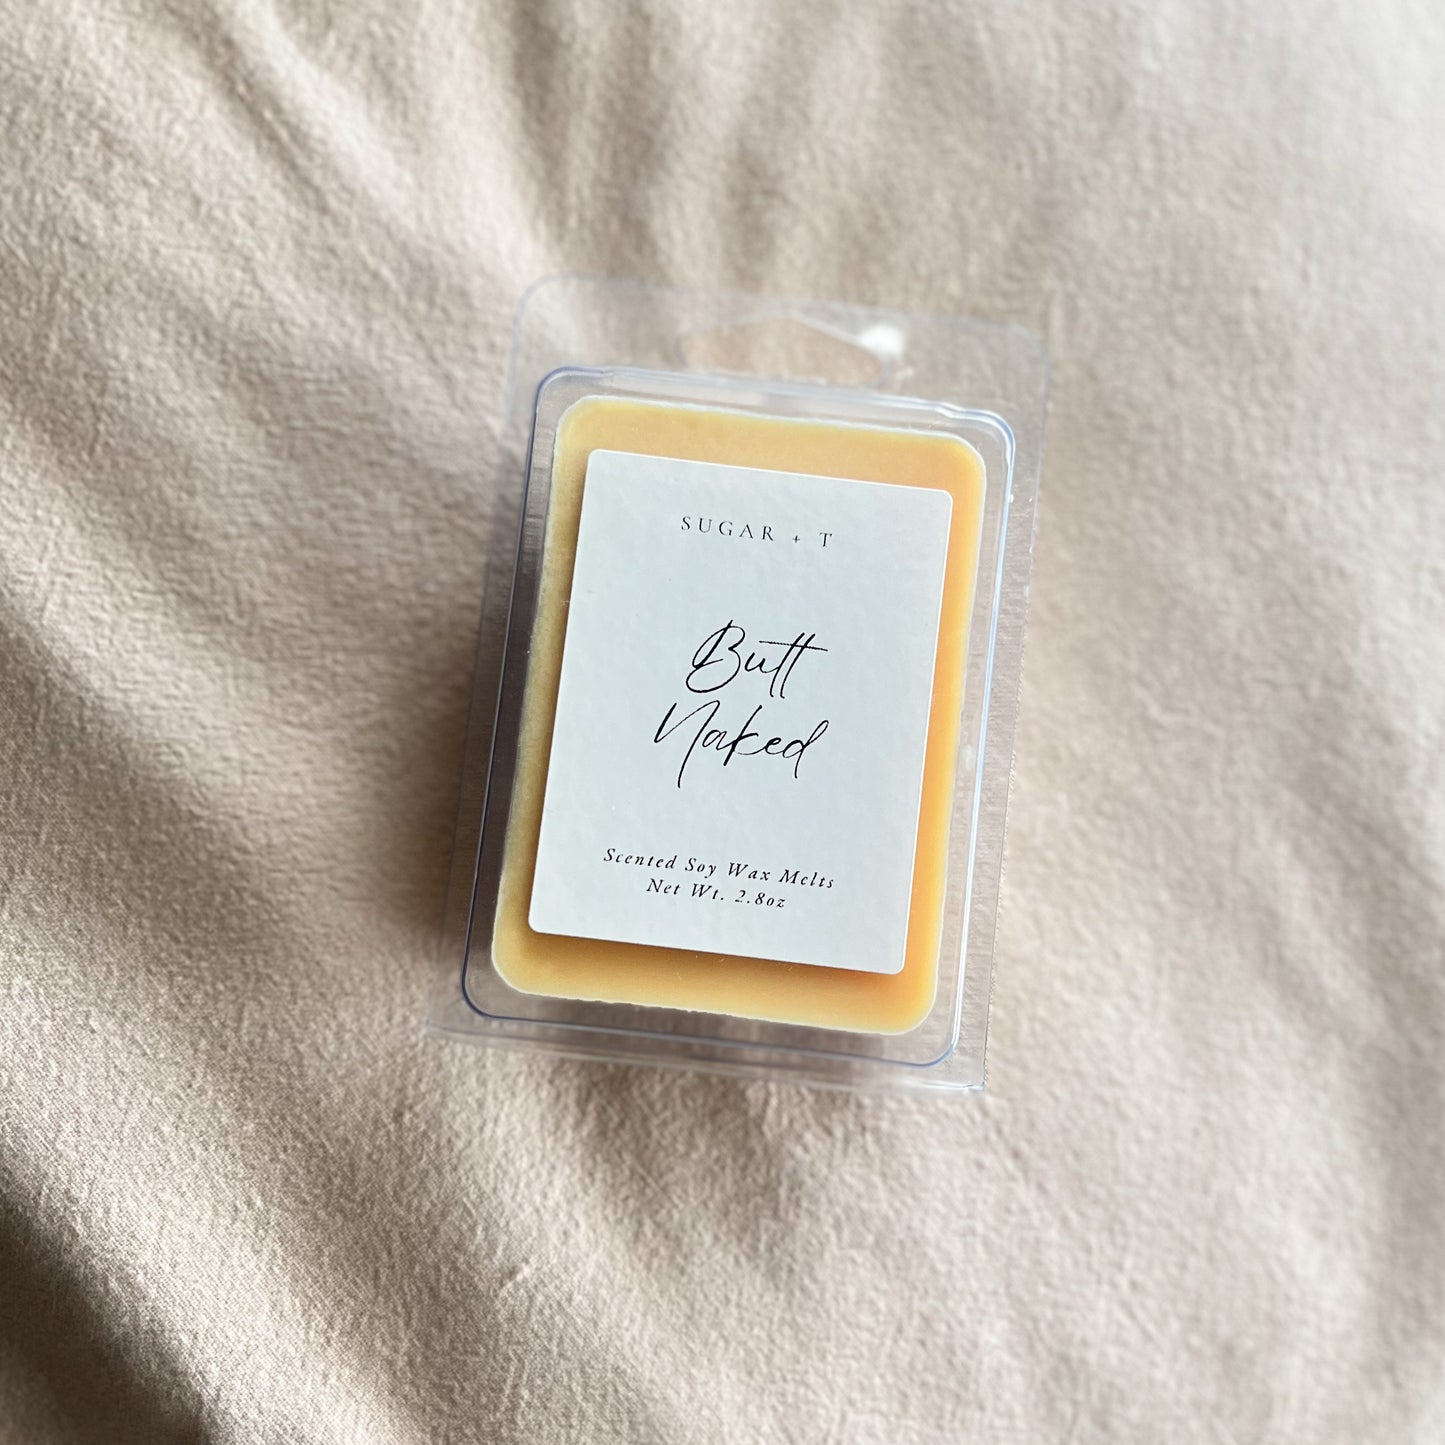 SUGAR + T
Butt
Naked
Scented Soy Wax Melts
Net Wt. 2.8oz